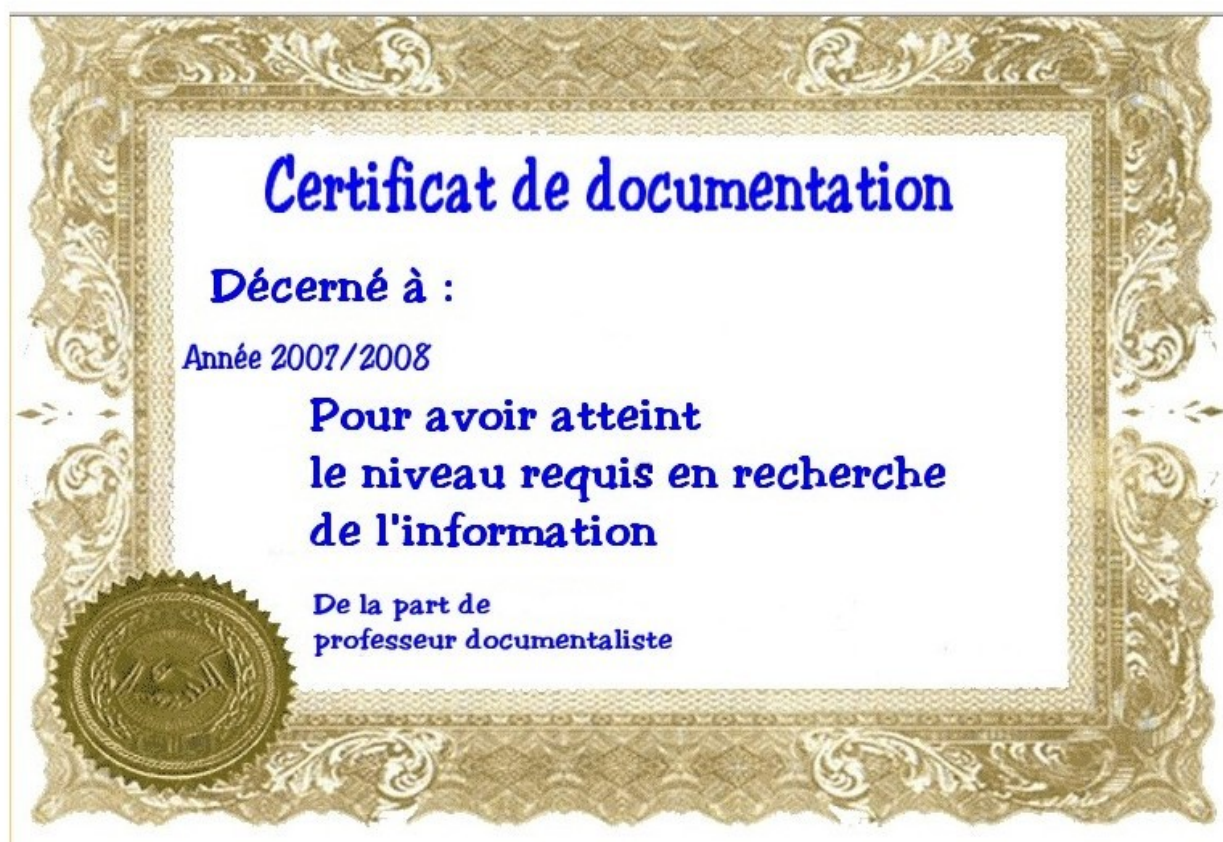 Certificat de documentation
Décerné à :
Année 2007/2008
Pour avoir atteint
le niveau requis en recherche
de l'information
De la part de
professeur documentaliste